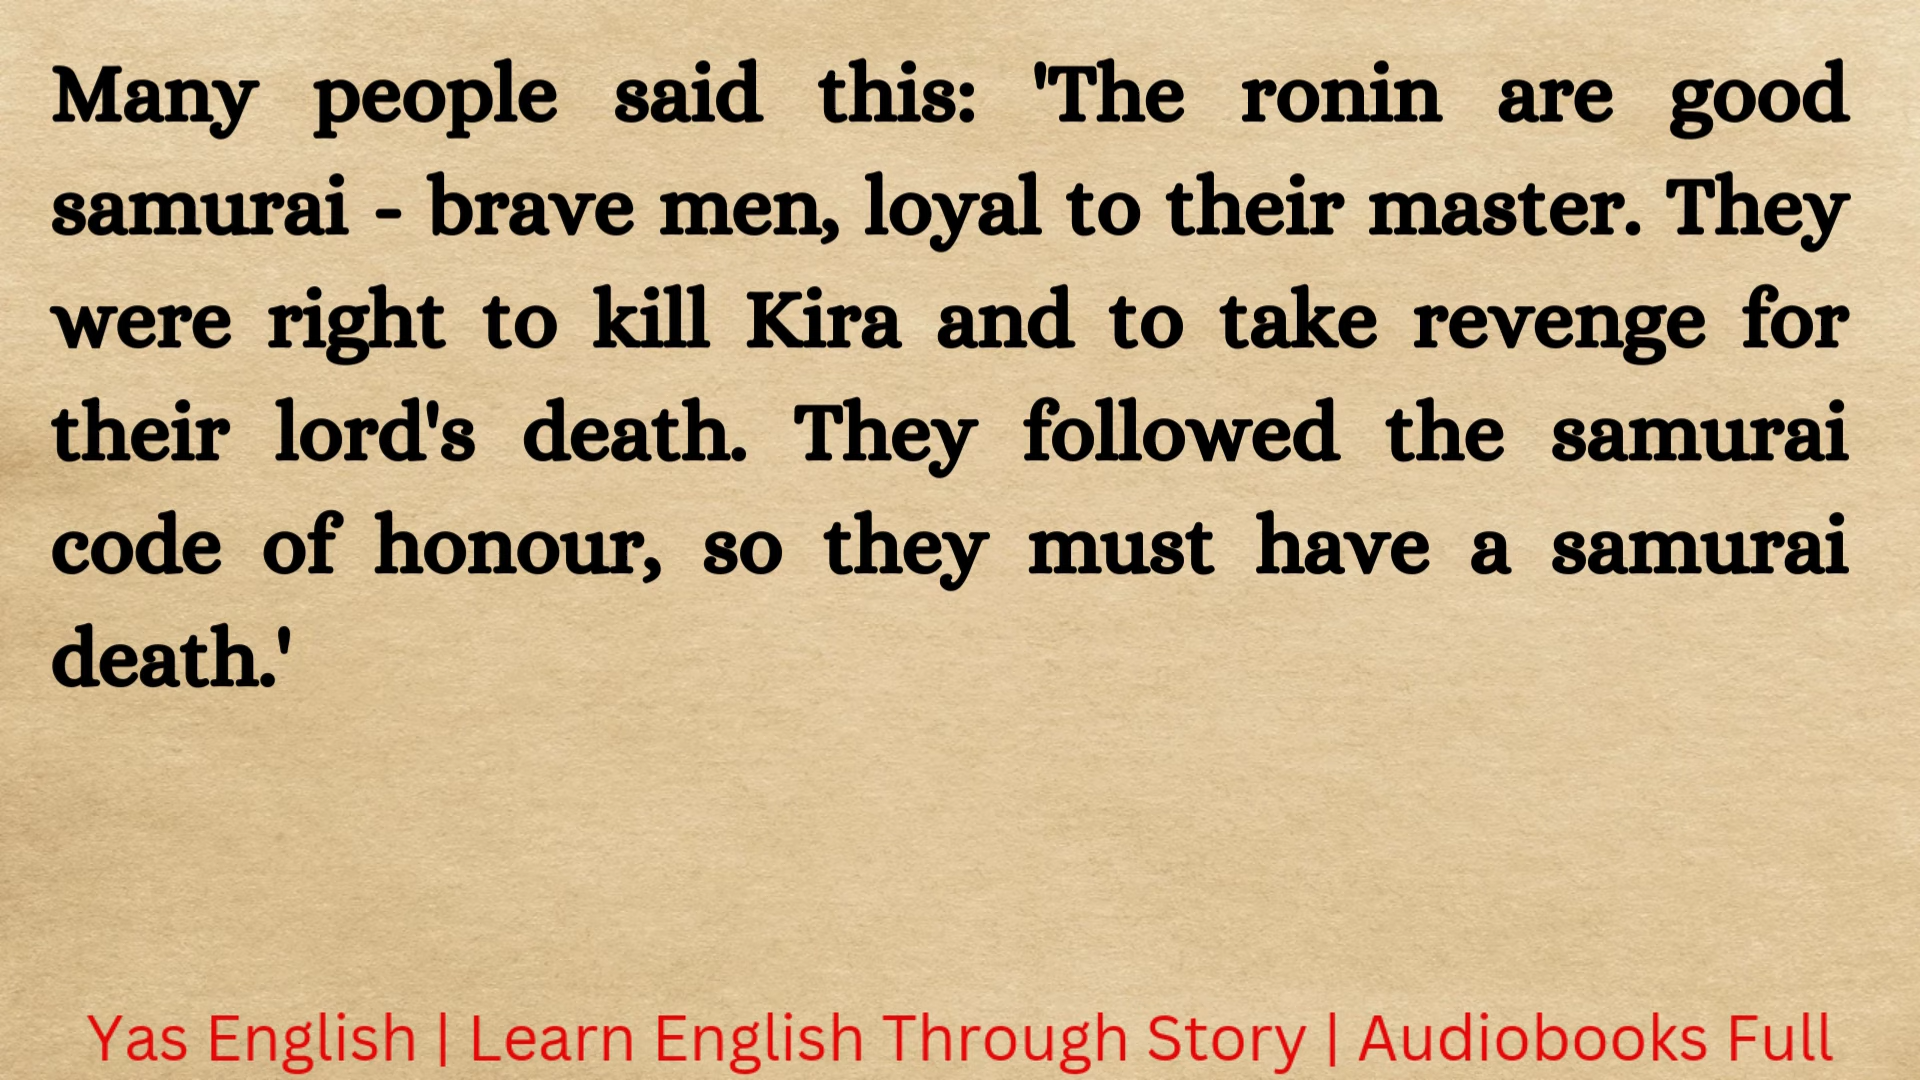 Many people said this: 'The ronin are good
samurai - brave men, loyal to their master. They
were right to kill Kira and to take revenge for
their lord's death. They followed the samurai
code of honour, so they must have a samurai
death.'
Yas English | Learn English Through Story | Audiobooks Full